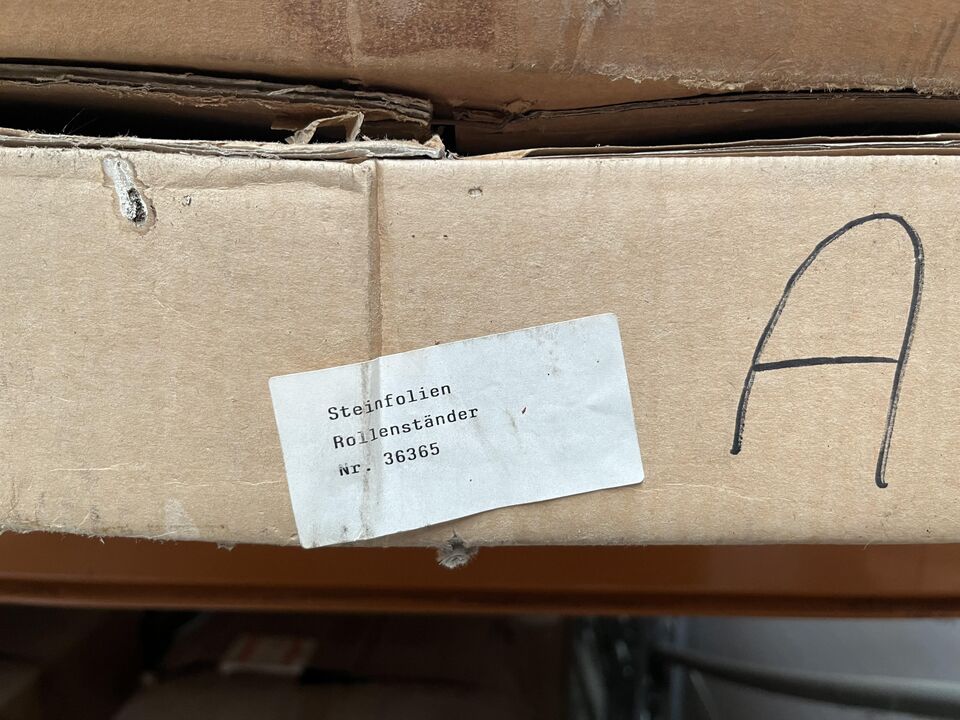 Steinfolien
Rollenständer
Nr. 36365
A